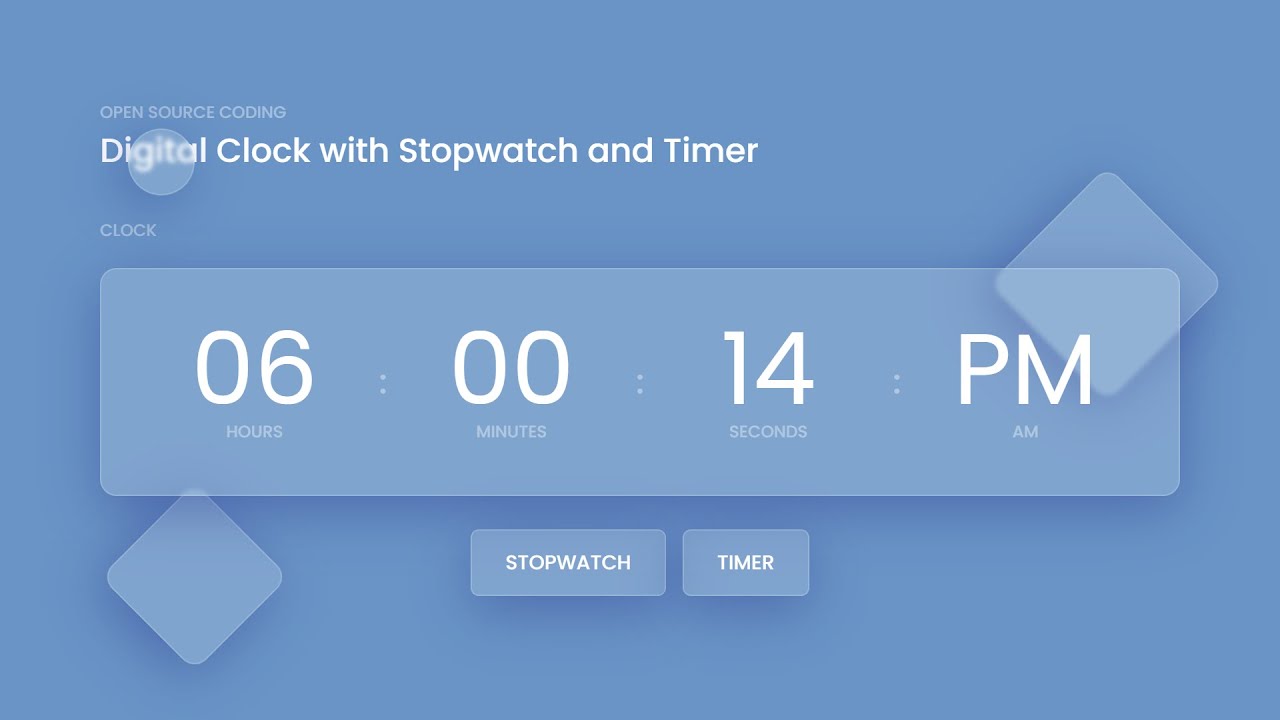 OPEN SOURCE CODING
Digital Clock with Stopwatch and Timer
CLOCK
06 : 00 : 14 : PM
HOURS MINUTES SECONDS AM
STOPWATCH TIMER